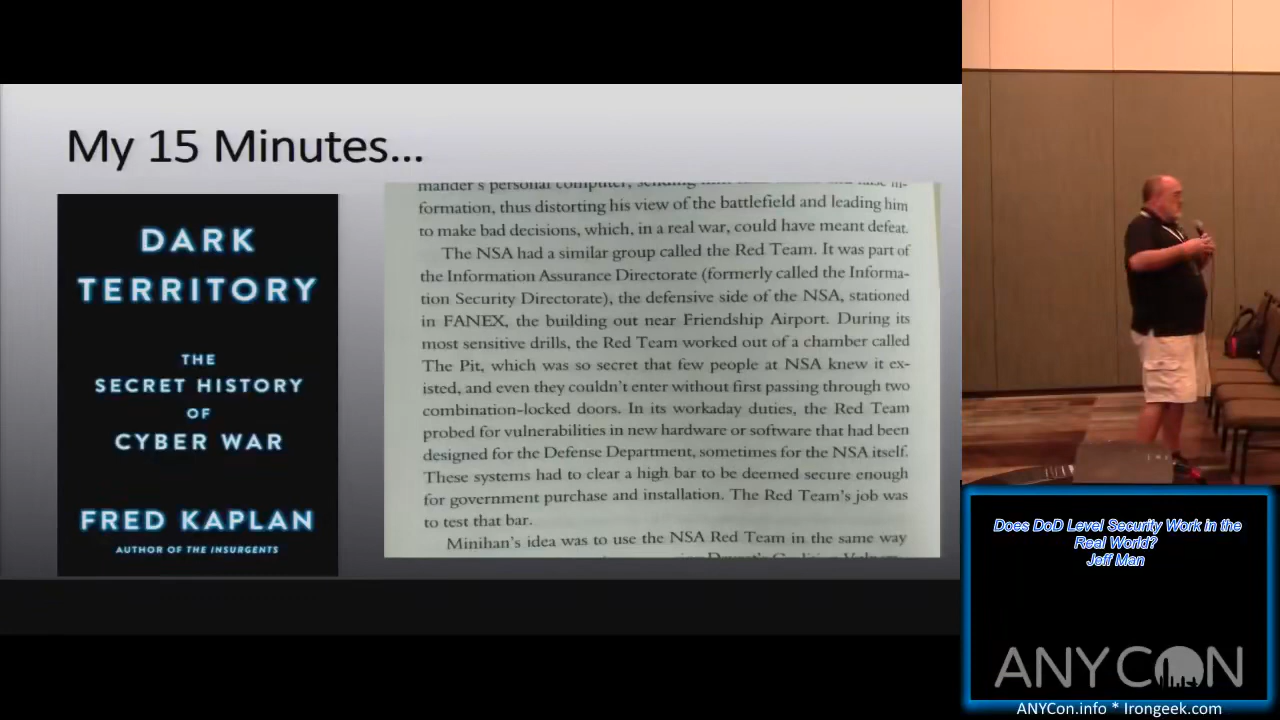 My 15 Minutes...
DARK
TERRITORY
THE
SECRET HISTORY
OF
CYBER WAR
FRED KAPLAN
AUTHOR OF THE INSURGENTS
mander's personal computer, sending him
formation, thus distorting his view of the battlefield and leading him
to make bad decisions, which, in a real war, could have meant defeat.
The NSA had a similar group called the Red Team. It was part of
the Information Assurance Directorate (formerly called the Informa-
tion Security Directorate), the defensive side of the NSA, stationed
in FANEX, the building out near Friendship Airport. During its
most sensitive drills, the Red Team worked out of a chamber called
The Pit, which was so secret that few people at NSA knew it ex-
isted, and even they couldn't enter without first passing through two
combination-locked doors. In its workaday duties, the Red Team
probed for vulnerabilities in new hardware or software that had been
designed for the Defense Department, sometimes for the NSA itself.
These systems had to clear a high bar to be deemed secure enough
for government purchase and installation. The Red Team's job was
to test that bar.
Minihan's idea was to use the NSA Red Team in the same way
Does DoD Level Security Work in the
Real World?
Jeff Man
ANYCON
ANYCon.info * Irongeek.com